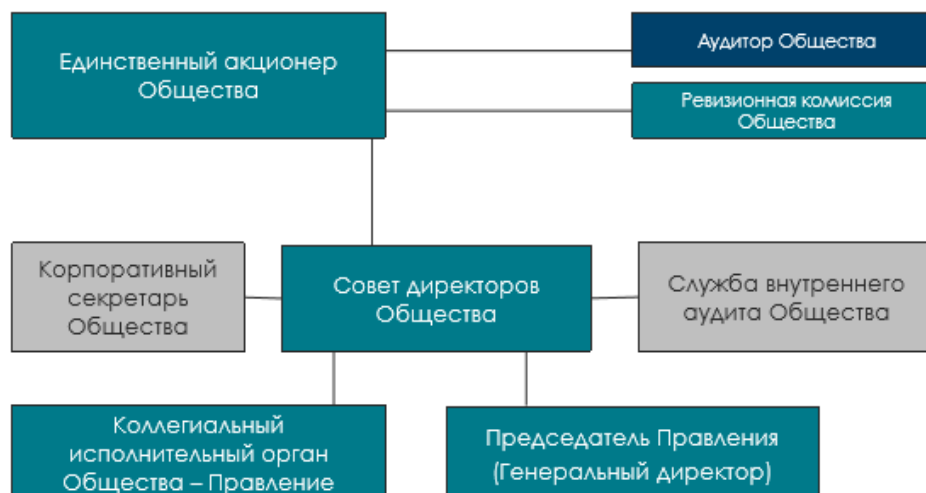 Единственный акционер
Общества
Аудитор Общества
Ревизионная комиссия
Общества
Корпоративный
секретарь
Общества
Совет директоров
Общества
Служба внутреннего
аудита Общества
Коллегиальный
исполнительный орган
Общества – Правление
Председатель Правления
(Генеральный директор)